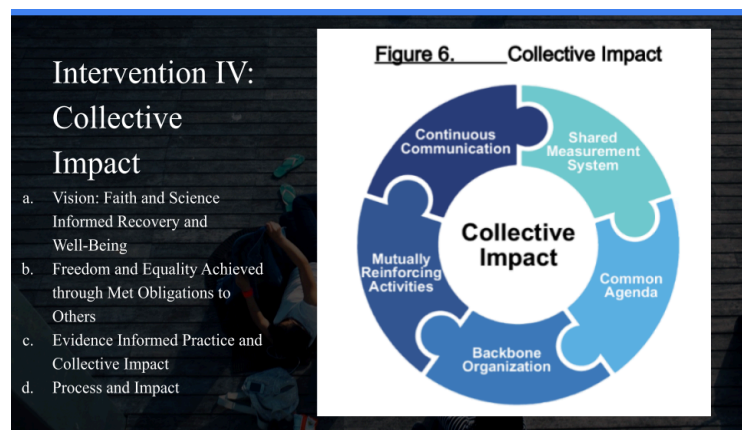 Intervention IV:
Collective
Impact
a. Vision: Faith and Science
Informed Recovery and
Well-Being
b. Freedom and Equality Achieved
through Met Obligations to
Others
c. Evidence Informed Practice and
Collective Impact
d. Process and Impact
Figure 6. Collective Impact
Continuous
Communication
Shared
Measurement
System
Mutually
Reinforcing
Activities
Collective
Impact
Common
Agenda
Backbone
Organization